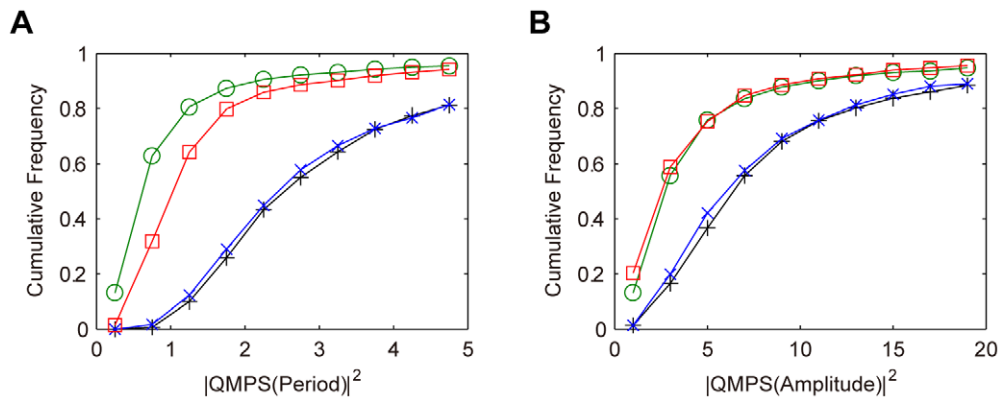 A
B
Cumulative Frequency
1
0.8
0.6
0.4
0.2
0
0 1 2 3 4 5
|QMPS(Period)|²
Cumulative Frequency
1
0.8
0.6
0.4
0.2
0
0 5 10 15 20
|QMPS(Amplitude)|²